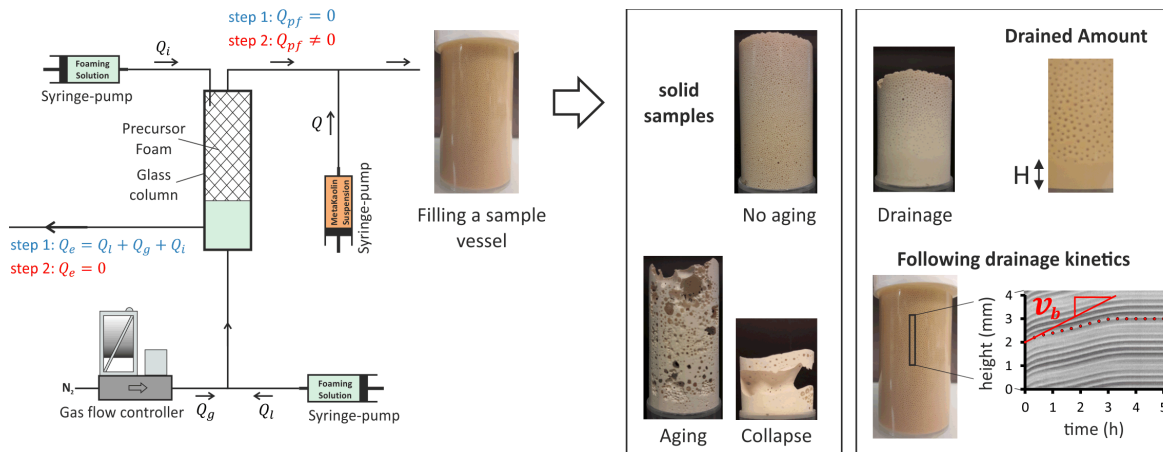 step 1: Q_pf = 0
step 2: Q_pf ≠ 0
Q_i
Foaming
Solution
Syringe-pump
Precursor
Foam
Glass
column
Q
MetaKaolin
Suspension
Syringe-pump
Filling a sample
vessel
step 1: Q_e = Q_l + Q_g + Q_i
step 2: Q_e = 0
N₂
Gas flow controller
Q_g
Q_l
Foaming
Solution
Syringe-pump
solid
samples
No aging
Aging
Collapse
Drained Amount
H
Drainage
Following drainage kinetics
v_b
height (mm)
4
3
2
1
0
0 1 2 3 4 5
time (h)